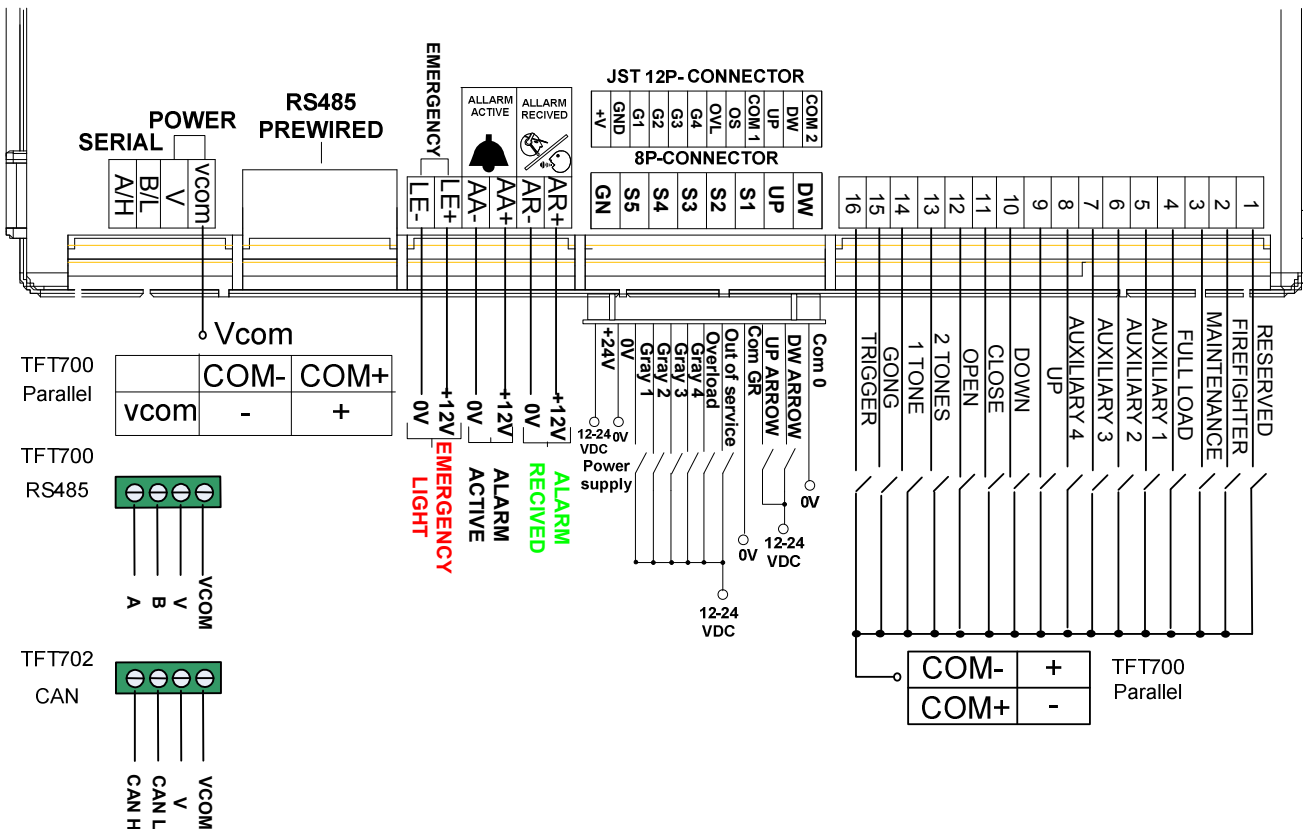 EMERGENCY
ALLARM
ACTIVE
ALLARM
RECIVED
JST 12P- CONNECTOR
+V
GND
G1
G2
G3
G4
OVL
OS
COM 1
UP
DW
COM 2
8P-CONNECTOR
GN
S5
S4
S3
S2
S1
UP
DW
SERIAL
POWER
RS485
PREWIRED
A/H
B/L
V
vcom
LE-
LE+
AA-
AA+
AR-
AR+
16
15
14
13
12
11
10
9
8
7
6
5
4
3
2
1
Vcom
TFT700
Parallel
COM- COM+
vcom - +
0V
+12V
0V
+12V
0V
+12V
EMERGENCY
LIGHT
ALARM
ACTIVE
ALARM
RECIVED
+24V
0V
Gray 1
Gray 2
Gray 3
Gray 4
Overload
Out of service
Com GR
UP ARROW
DW ARROW
Com 0
12-24
VDC
Power
supply
0V
0V
0V
12-24
VDC
12-24
VDC
TRIGGER
GONG
1 TONE
2 TONES
OPEN
CLOSE
DOWN
UP
AUXILIARY 4
AUXILIARY 3
AUXILIARY 2
AUXILIARY 1
FULL LOAD
MAINTENANCE
FIREFIGHTER
RESERVED
COM- +
COM+ -
TFT700
Parallel
TFT700
RS485
A
B
V
VCOM
TFT702
CAN
CAN H
CAN L
V
VCOM